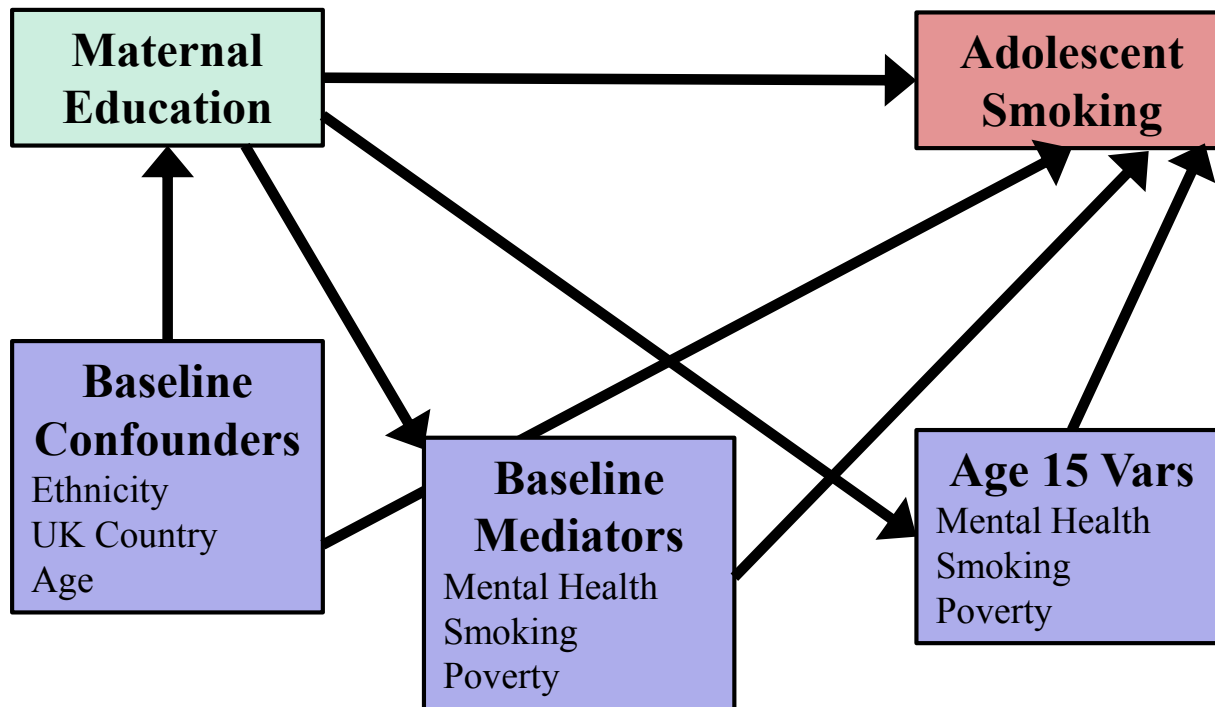 Maternal
Education
Adolescent
Smoking
Baseline
Confounders
Ethnicity
UK Country
Age
Baseline
Mediators
Mental Health
Smoking
Poverty
Age 15 Vars
Mental Health
Smoking
Poverty